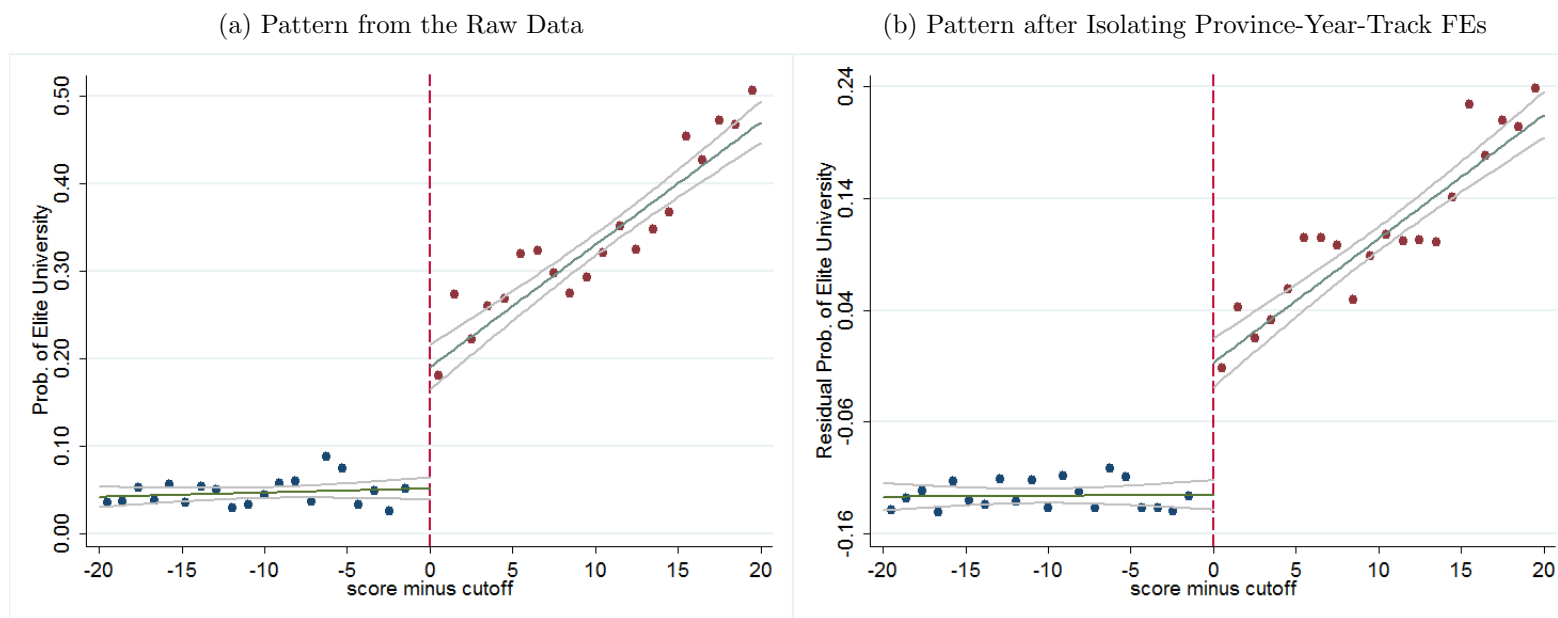 (a) Pattern from the Raw Data
Prob. of Elite University
0.50
0.40
0.30
0.20
0.10
0.00
-20 -15 -10 -5 0 5 10 15 20
score minus cutoff
(b) Pattern after Isolating Province-Year-Track FEs
Residual Prob. of Elite University
0.24
0.14
0.04
-0.06
-0.16
-20 -15 -10 -5 0 5 10 15 20
score minus cutoff